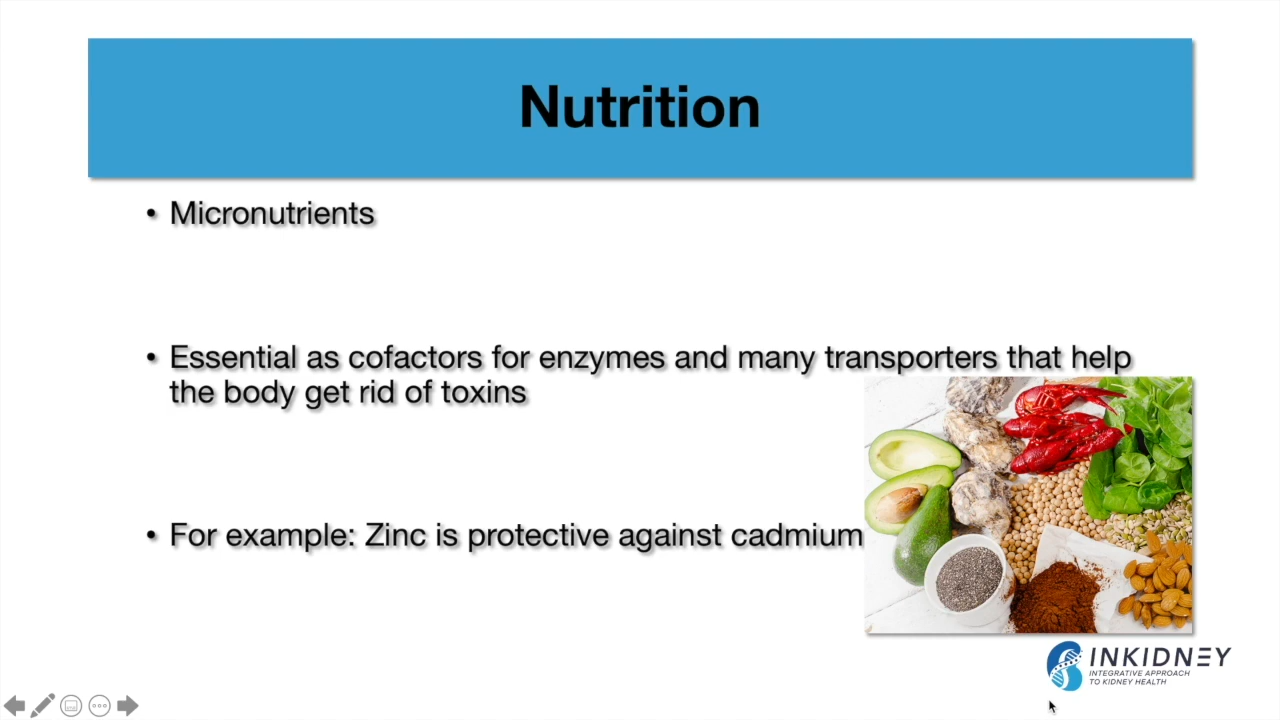 Nutrition
• Micronutrients
• Essential as cofactors for enzymes and many transporters that help
the body get rid of toxins
• For example: Zinc is protective against cadmium
INKIDNEY
INTEGRATIVE APPROACH
TO KIDNEY HEALTH